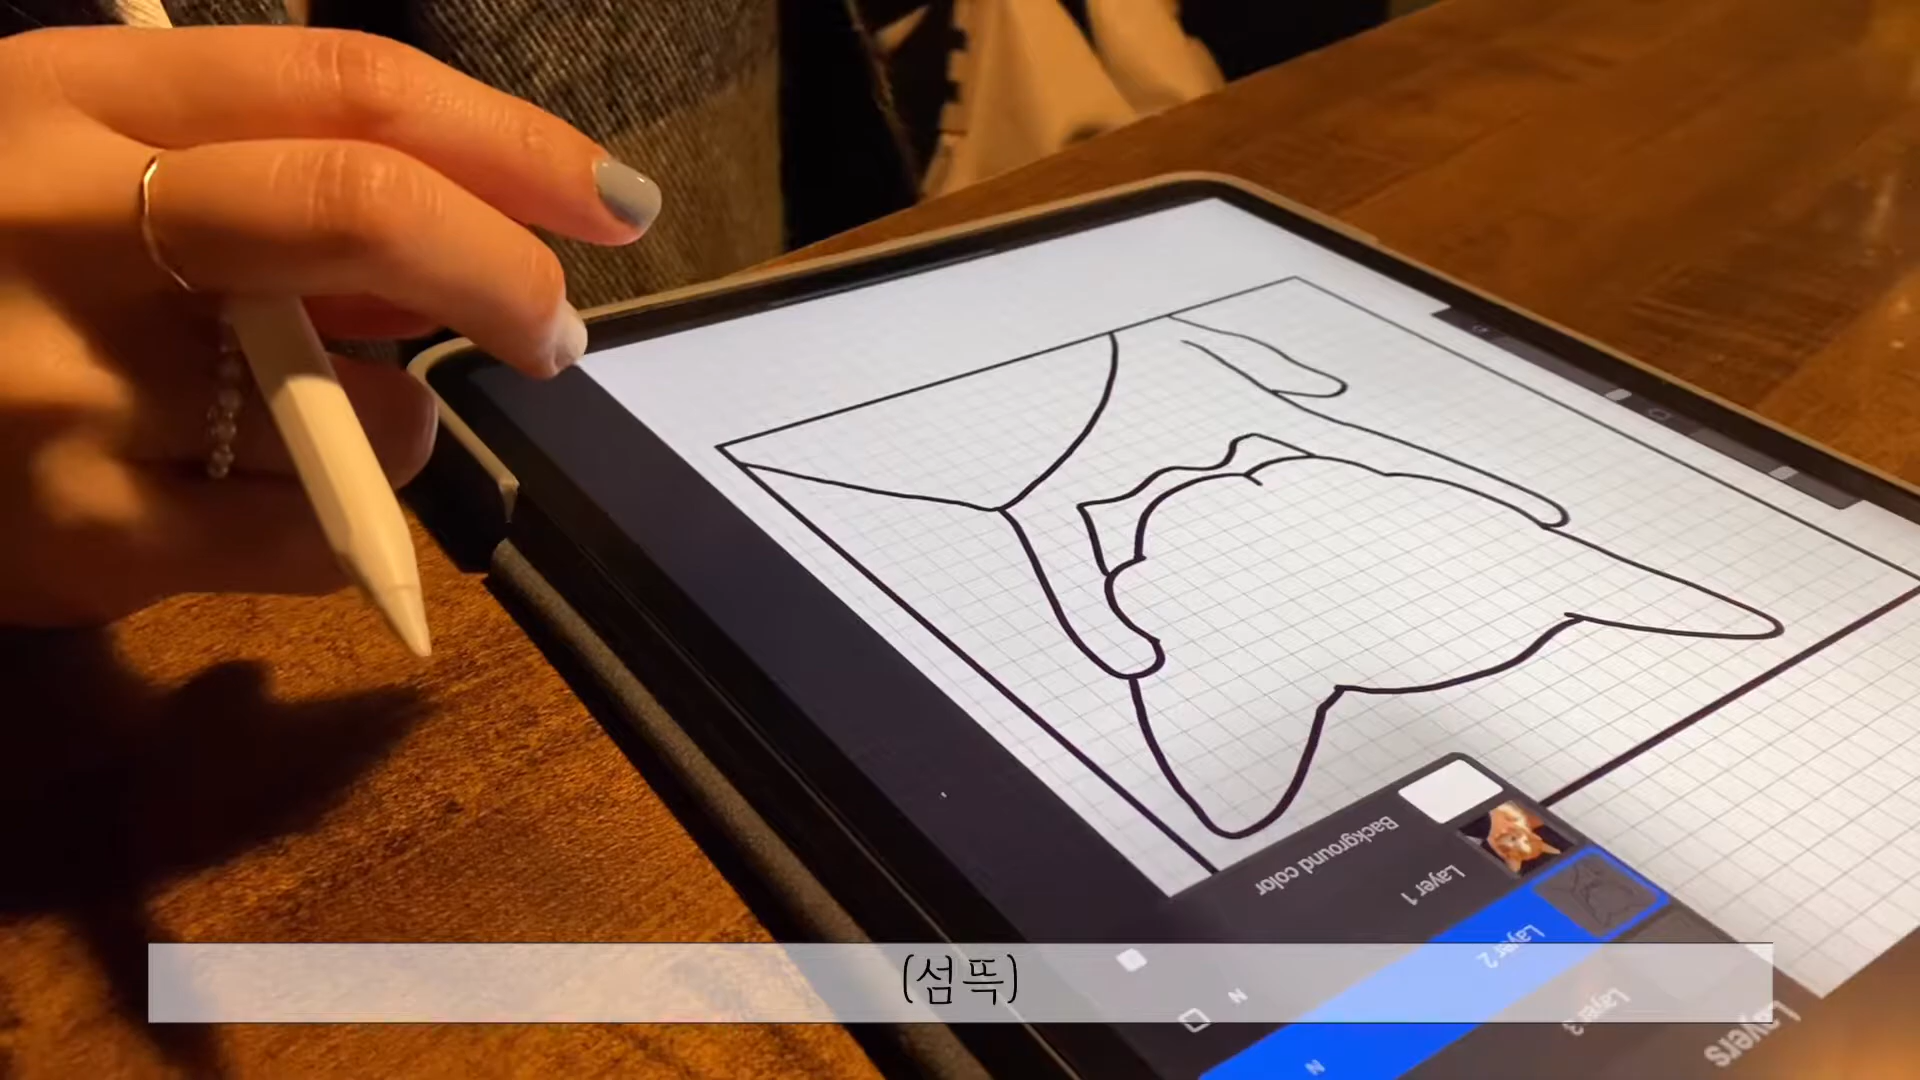 Background color
Layer 1
Layer 2
N
Layer 3
N
Layers
(섬뜩)